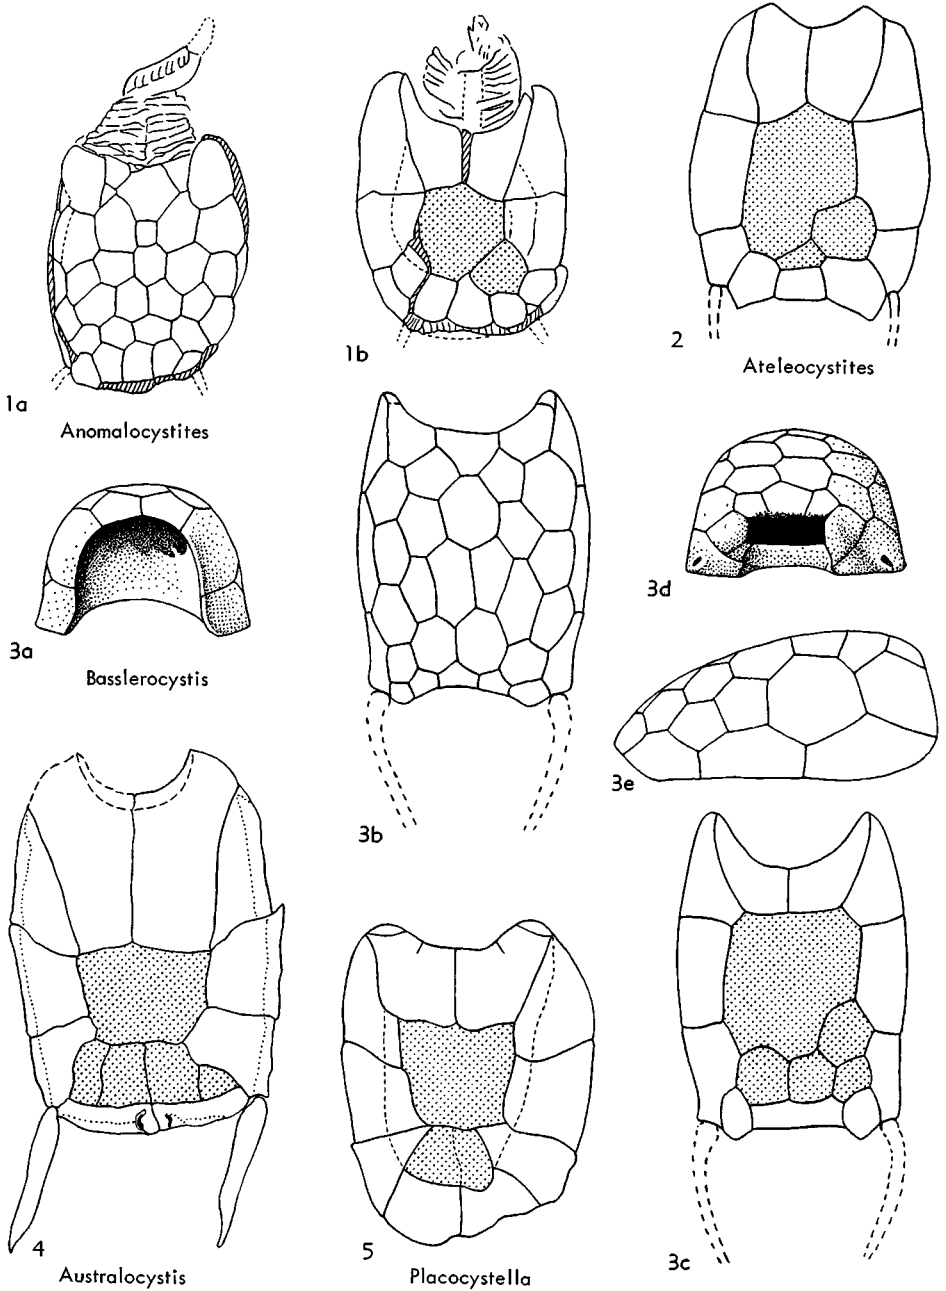 1a
Anomalocystites
1b
2
Ateleocystites
3a
Basslerocystis
3b
3d
3e
4
Australocystis
5
Placocystella
3c